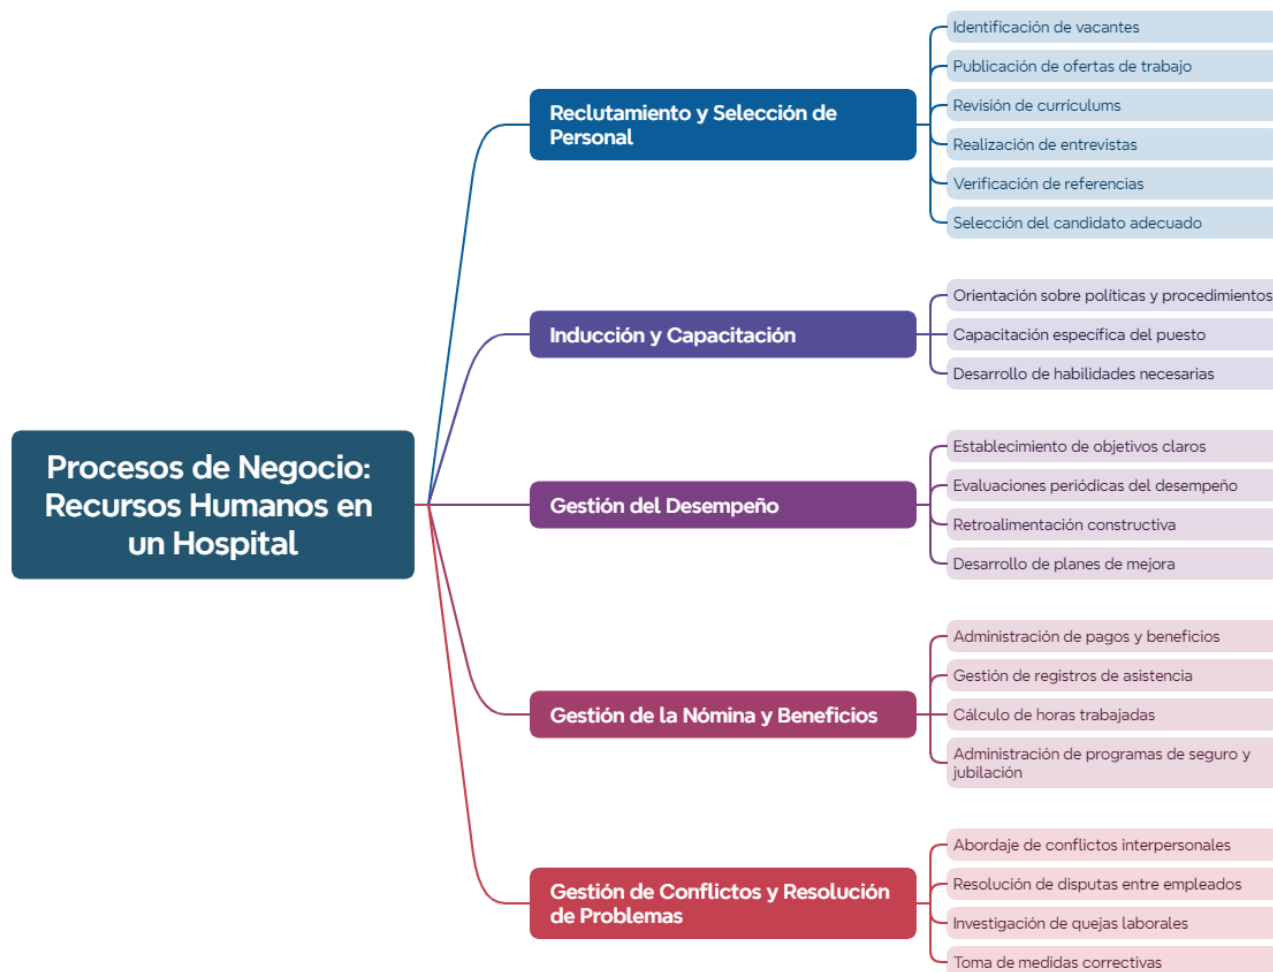 Procesos de Negocio:
Recursos Humanos en
un Hospital
Reclutamiento y Selección de
Personal
Identificación de vacantes
Publicación de ofertas de trabajo
Revisión de currículums
Realización de entrevistas
Verificación de referencias
Selección del candidato adecuado
Inducción y Capacitación
Orientación sobre políticas y procedimientos
Capacitación específica del puesto
Desarrollo de habilidades necesarias
Gestión del Desempeño
Establecimiento de objetivos claros
Evaluaciones periódicas del desempeño
Retroalimentación constructiva
Desarrollo de planes de mejora
Gestión de la Nómina y Beneficios
Administración de pagos y beneficios
Gestión de registros de asistencia
Cálculo de horas trabajadas
Administración de programas de seguro y
jubilación
Gestión de Conflictos y Resolución
de Problemas
Abordaje de conflictos interpersonales
Resolución de disputas entre empleados
Investigación de quejas laborales
Toma de medidas correctivas